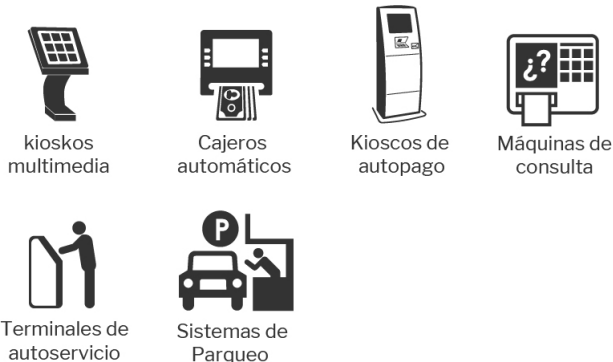 ¿?
kioskos
multimedia
Cajeros
automáticos
Kioscos de
autopago
Máquinas de
consulta
P
Terminales de
autoservicio
Sistemas de
Parqueo